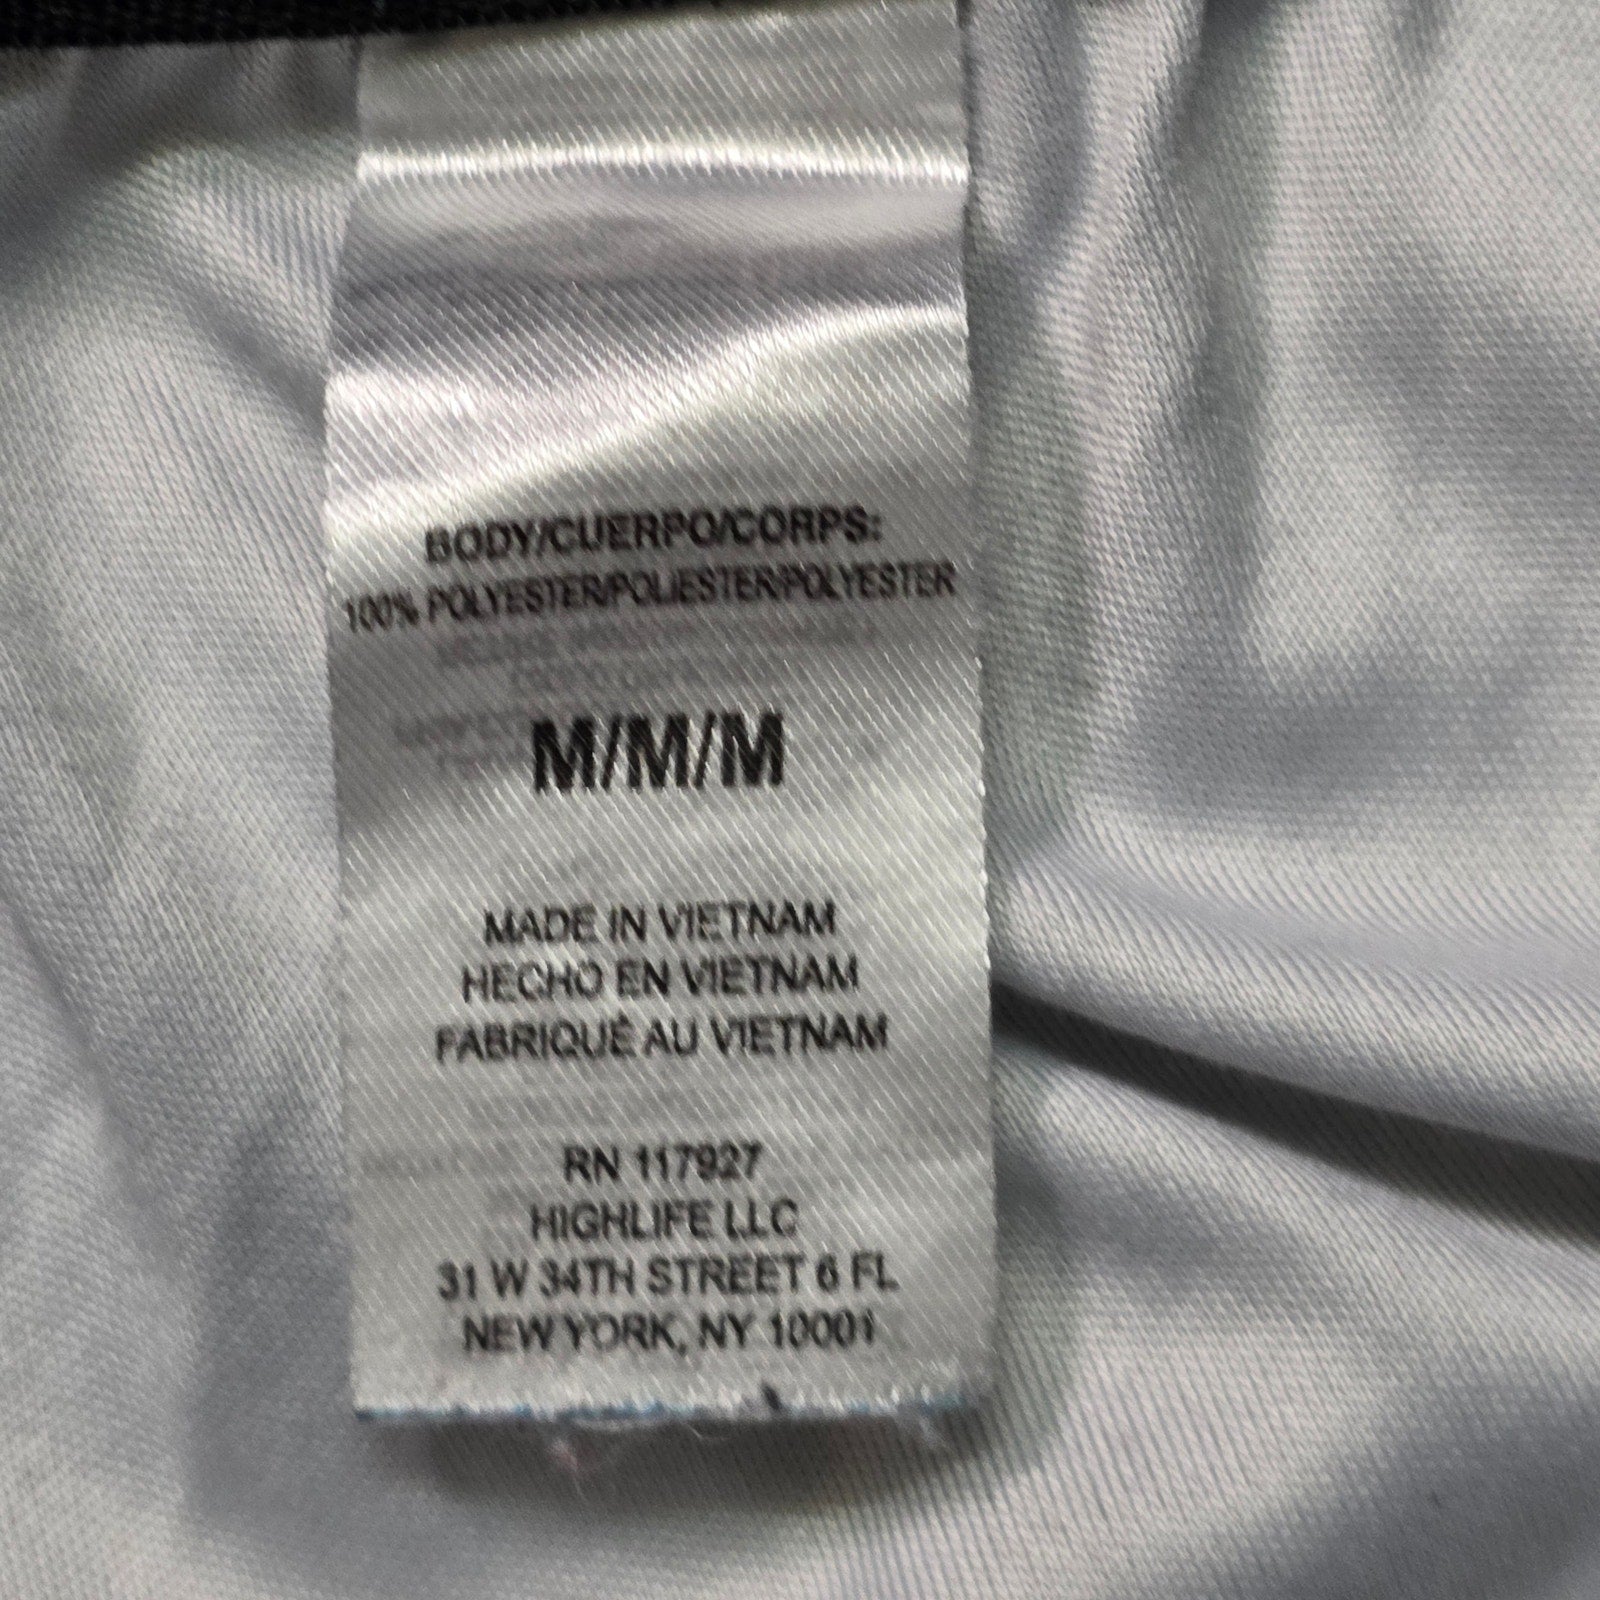 BODY/CUERPO/CORPS:
100% POLYESTER/POLIESTER/POLYESTER
M/M/M
MADE IN VIETNAM
HECHO EN VIETNAM
FABRIQUÉ AU VIETNAM
RN 117927
HIGHLIFE LLC
31 W 34TH STREET 6 FL
NEW YORK, NY 10001